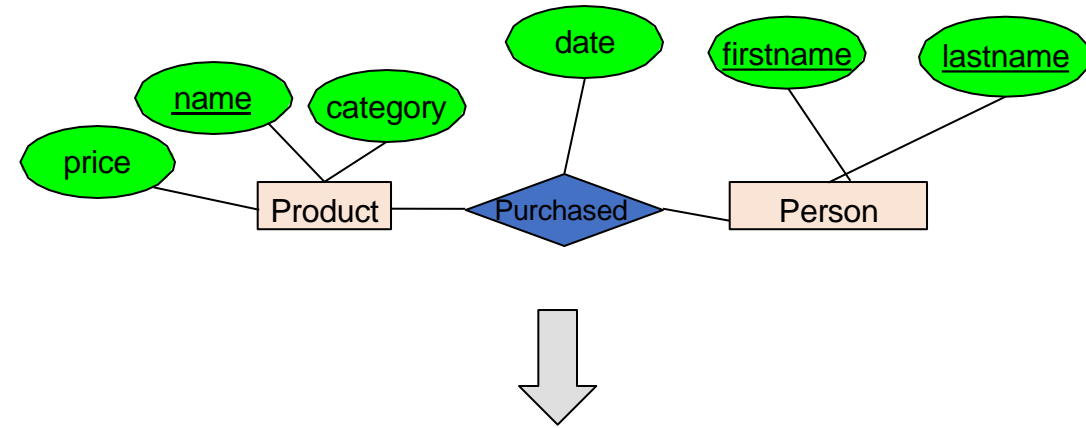 date
firstname
lastname
name
category
price
Product
Purchased
Person